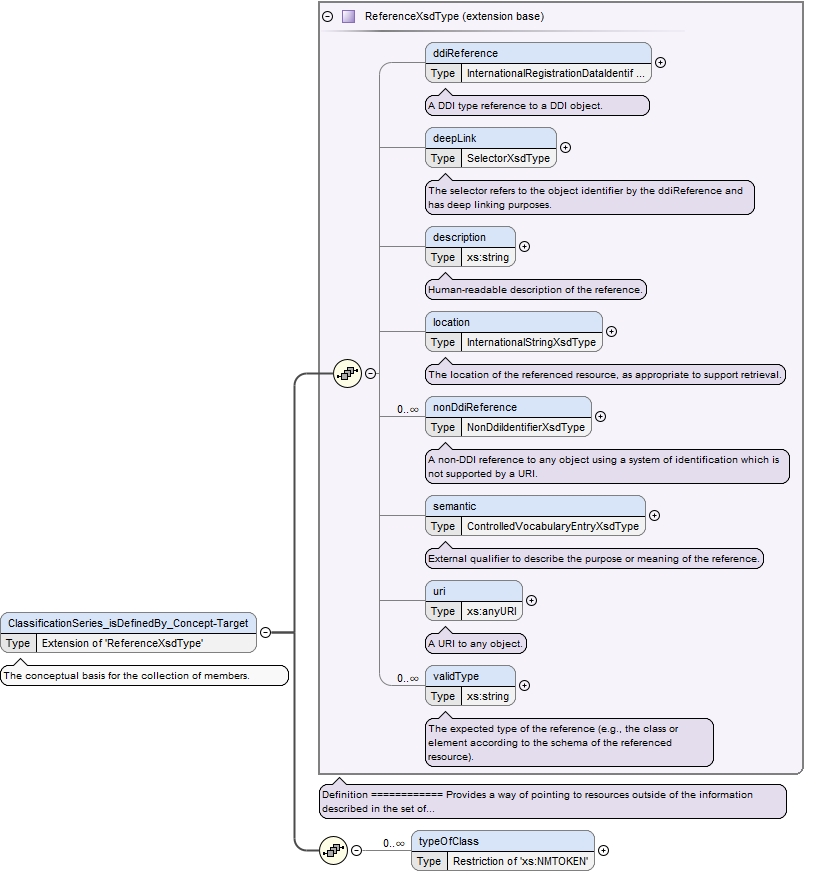 ReferenceXsdType (extension base)
ddiReference
Type InternationalRegistrationDataIdentif ...
A DDI type reference to a DDI object.
deepLink
Type SelectorXsdType
The selector refers to the object identifier by the ddiReference and
has deep linking purposes.
description
Type xs:string
Human-readable description of the reference.
location
Type InternationalStringXsdType
The location of the referenced resource, as appropriate to support retrieval.
0..∞ nonDdiReference
Type NonDdiIdentifierXsdType
A non-DDI reference to any object using a system of identification which is
not supported by a URI.
semantic
Type ControlledVocabularyEntryXsdType
External qualifier to describe the purpose or meaning of the reference.
uri
Type xs:anyURI
A URI to any object.
ClassificationSeries_isDefinedBy_Concept-Target
Type Extension of 'ReferenceXsdType'
The conceptual basis for the collection of members.
0..∞ validType
Type xs:string
The expected type of the reference (e.g., the class or
element according to the schema of the referenced
resource).
Definition ============ Provides a way of pointing to resources outside of the information
described in the set of...
0..∞ typeOfClass
Type Restriction of 'xs:NMTOKEN'